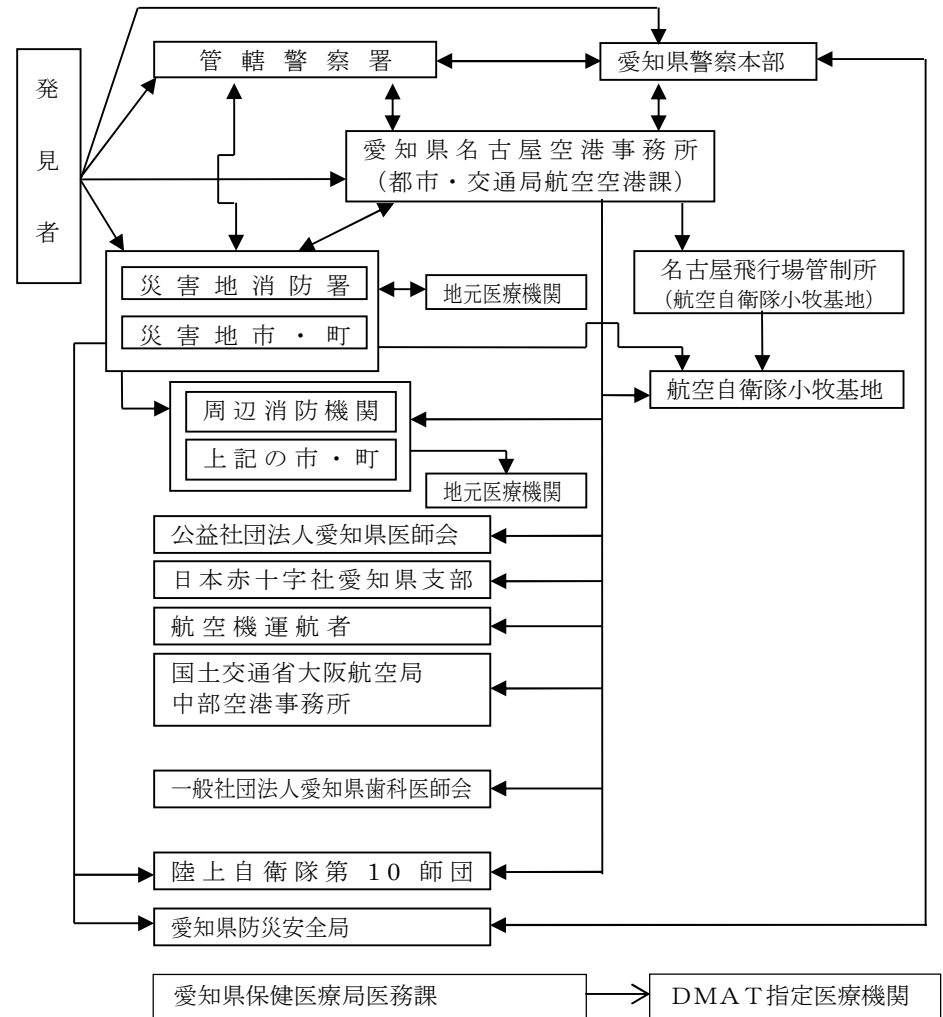 発見者
管轄警察署
愛知県警察本部
愛知県名古屋空港事務所
(都市・交通局航空空港課)
災害地消防署
災害地市・町
地元医療機関
名古屋飛行場管制所
(航空自衛隊小牧基地)
航空自衛隊小牧基地
周辺消防機関
上記の市・町
地元医療機関
公益社団法人愛知県医師会
日本赤十字社愛知県支部
航空機運航者
国土交通省大阪航空局
中部空港事務所
一般社団法人愛知県歯科医師会
陸上自衛隊第10師団
愛知県防災安全局
愛知県保健医療局医務課
DMAT指定医療機関